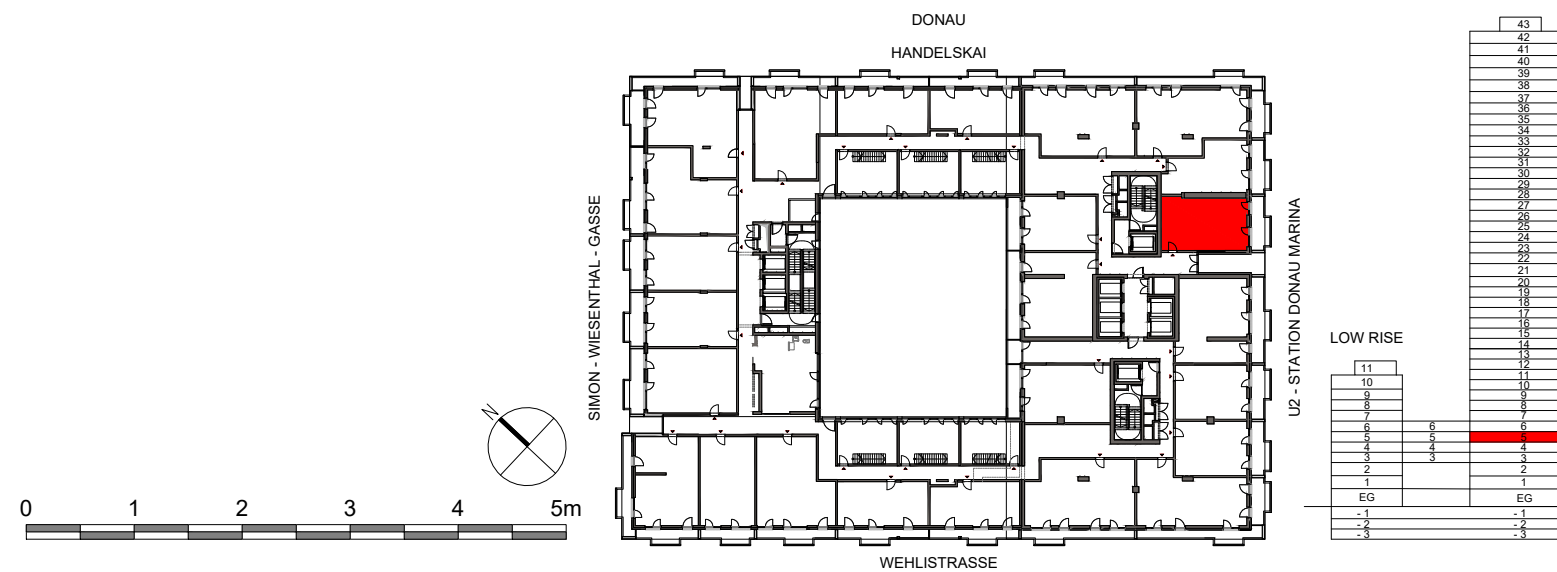 DONAU
HANDELSKAI
SIMON - WIESENTHAL - GASSE
U2 - STATION DONAU MARINA
WEHLISTRASSE
N
0 1 2 3 4 5m
LOW RISE
43
42
41
40
39
38
37
36
35
34
33
32
31
30
29
28
27
26
25
24
23
22
21
20
19
18
17
16
15
14
13
12
11 11
10 10
9 9
8 8
7 7
6 6 6
5 5 5
4 4 4
3 3 3
2 2
1 1
EG EG
- 1 - 1
- 2 - 2
- 3 - 3